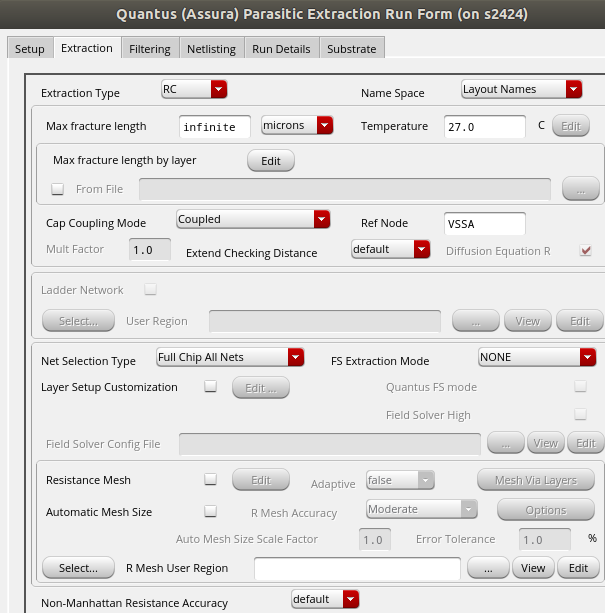 Quantus (Assura) Parasitic Extraction Run Form (on s2424)
Setup Extraction Filtering Netlisting Run Details Substrate
Extraction Type RC Name Space Layout Names
Max fracture length infinite microns Temperature 27.0 C Edit
Max fracture length by layer Edit
From File ...
Cap Coupling Mode Coupled Ref Node VSSA
Mult Factor 1.0 Extend Checking Distance default Diffusion Equation R
Ladder Network
Select... User Region ... View Edit
Net Selection Type Full Chip All Nets FS Extraction Mode NONE
Layer Setup Customization Edit ... Quantus FS mode
Field Solver High
Field Solver Config File ... View Edit
Resistance Mesh Edit Adaptive false Mesh Via Layers
Automatic Mesh Size R Mesh Accuracy Moderate Options
Auto Mesh Size Scale Factor 1.0 Error Tolerance 1.0 %
Select... R Mesh User Region ... View Edit
Non-Manhattan Resistance Accuracy default